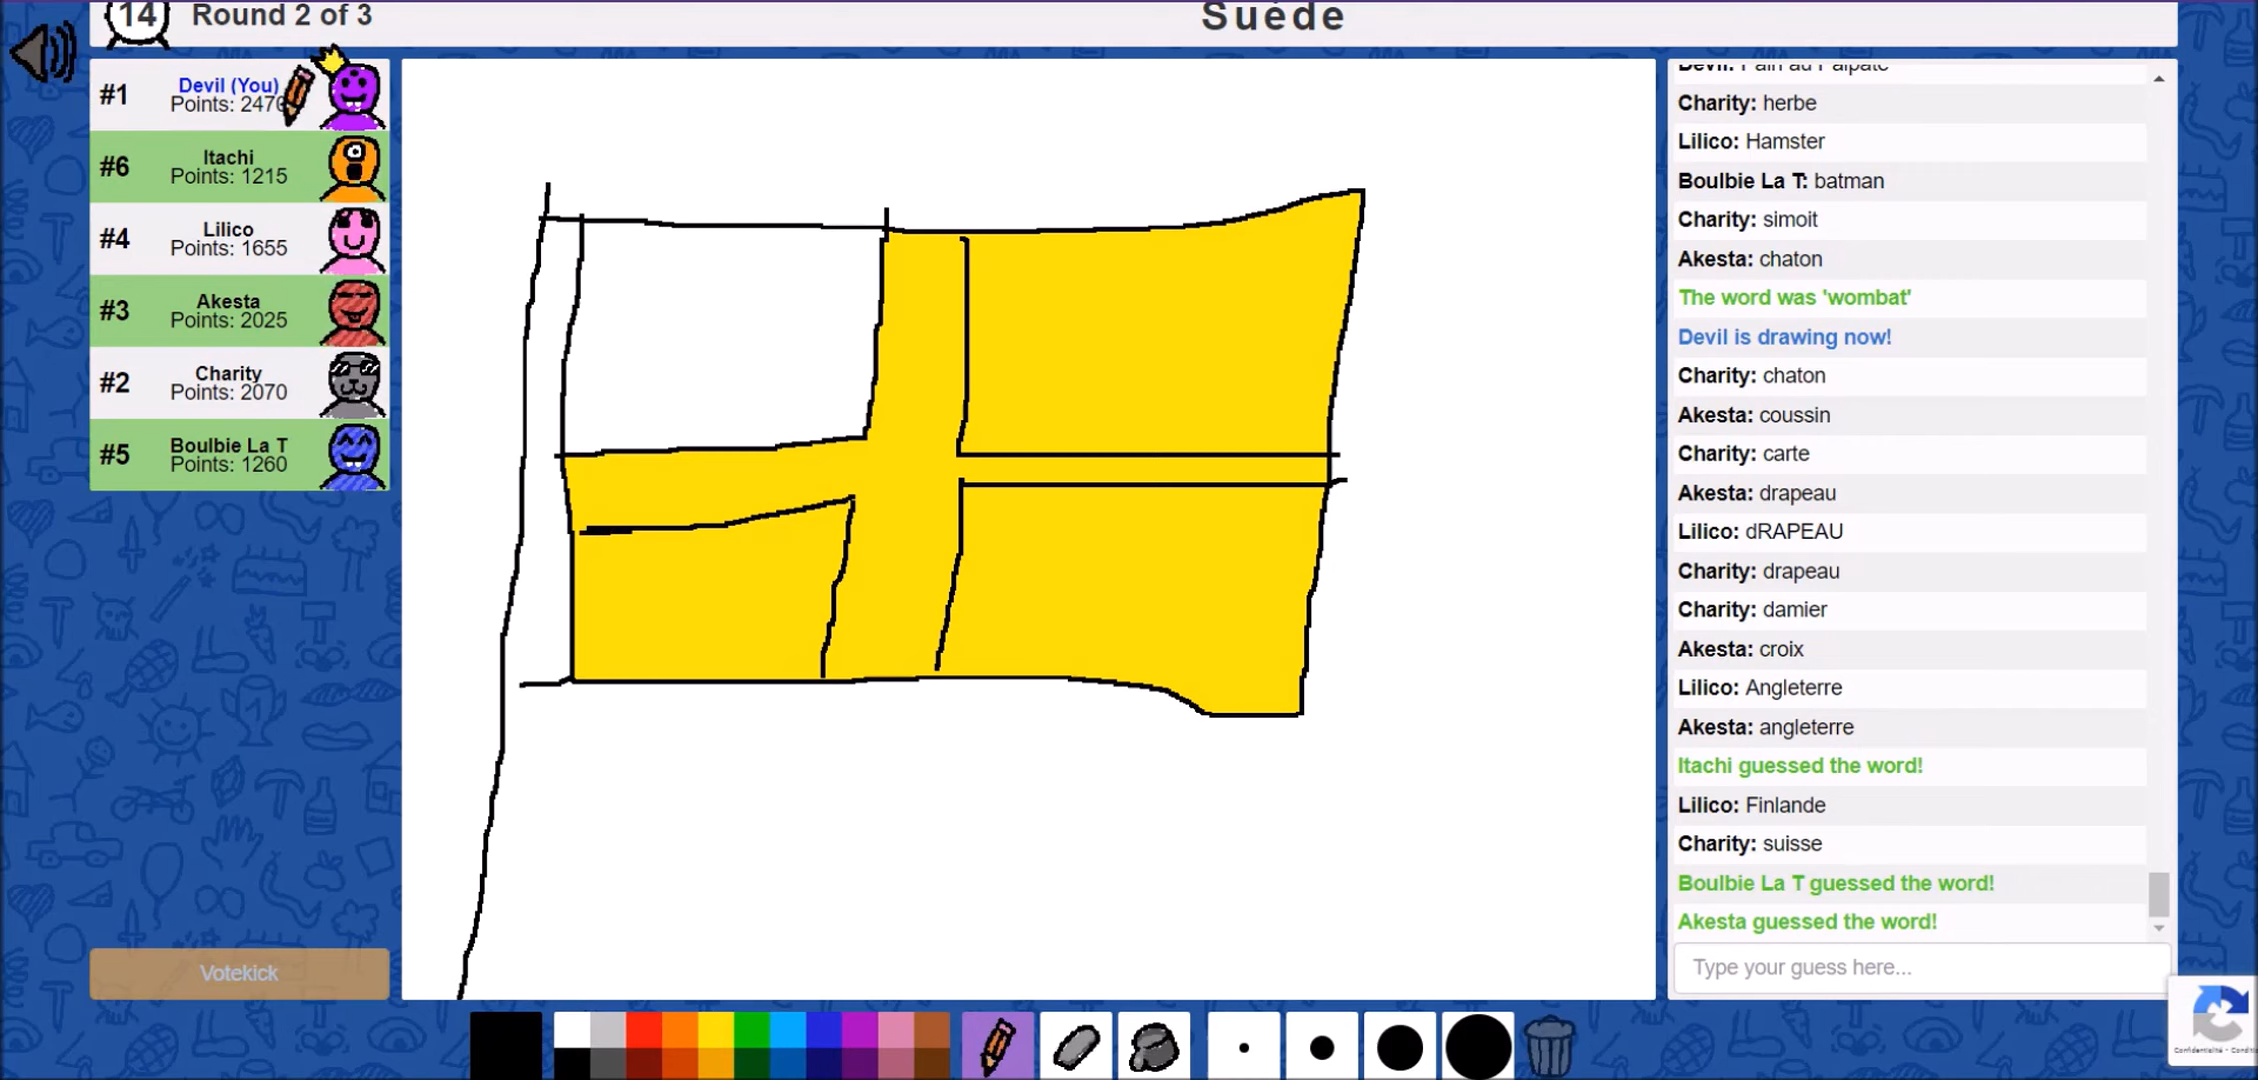 14
Round 2 of 3
Suède
#1
Devil (You)
Points: 2470
#6
Itachi
Points: 1215
#4
Lilico
Points: 1655
#3
Akesta
Points: 2025
#2
Charity
Points: 2070
#5
Boulbie La T
Points: 1260
Votekick
Devil: Pain au Palpate
Charity: herbe
Lilico: Hamster
Boulbie La T: batman
Charity: simoit
Akesta: chaton
The word was 'wombat'
Devil is drawing now!
Charity: chaton
Akesta: coussin
Charity: carte
Akesta: drapeau
Lilico: dRAPEAU
Charity: drapeau
Charity: damier
Akesta: croix
Lilico: Angleterre
Akesta: angleterre
Itachi guessed the word!
Lilico: Finlande
Charity: suisse
Boulbie La T guessed the word!
Akesta guessed the word!
Type your guess here...